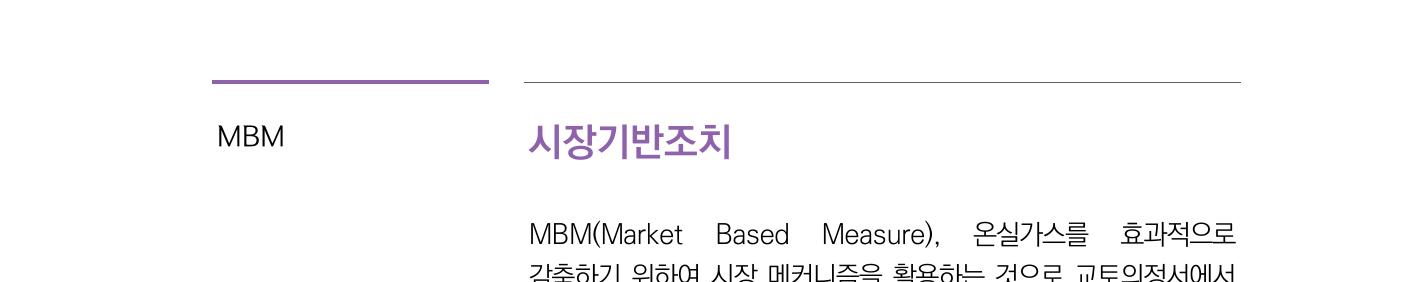 MBM
시장기반조치
MBM(Market Based Measure), 온실가스를 효과적으로
감축하기 위하여 시장 메커니즘을 활용하는 것으로 교토의정서에서